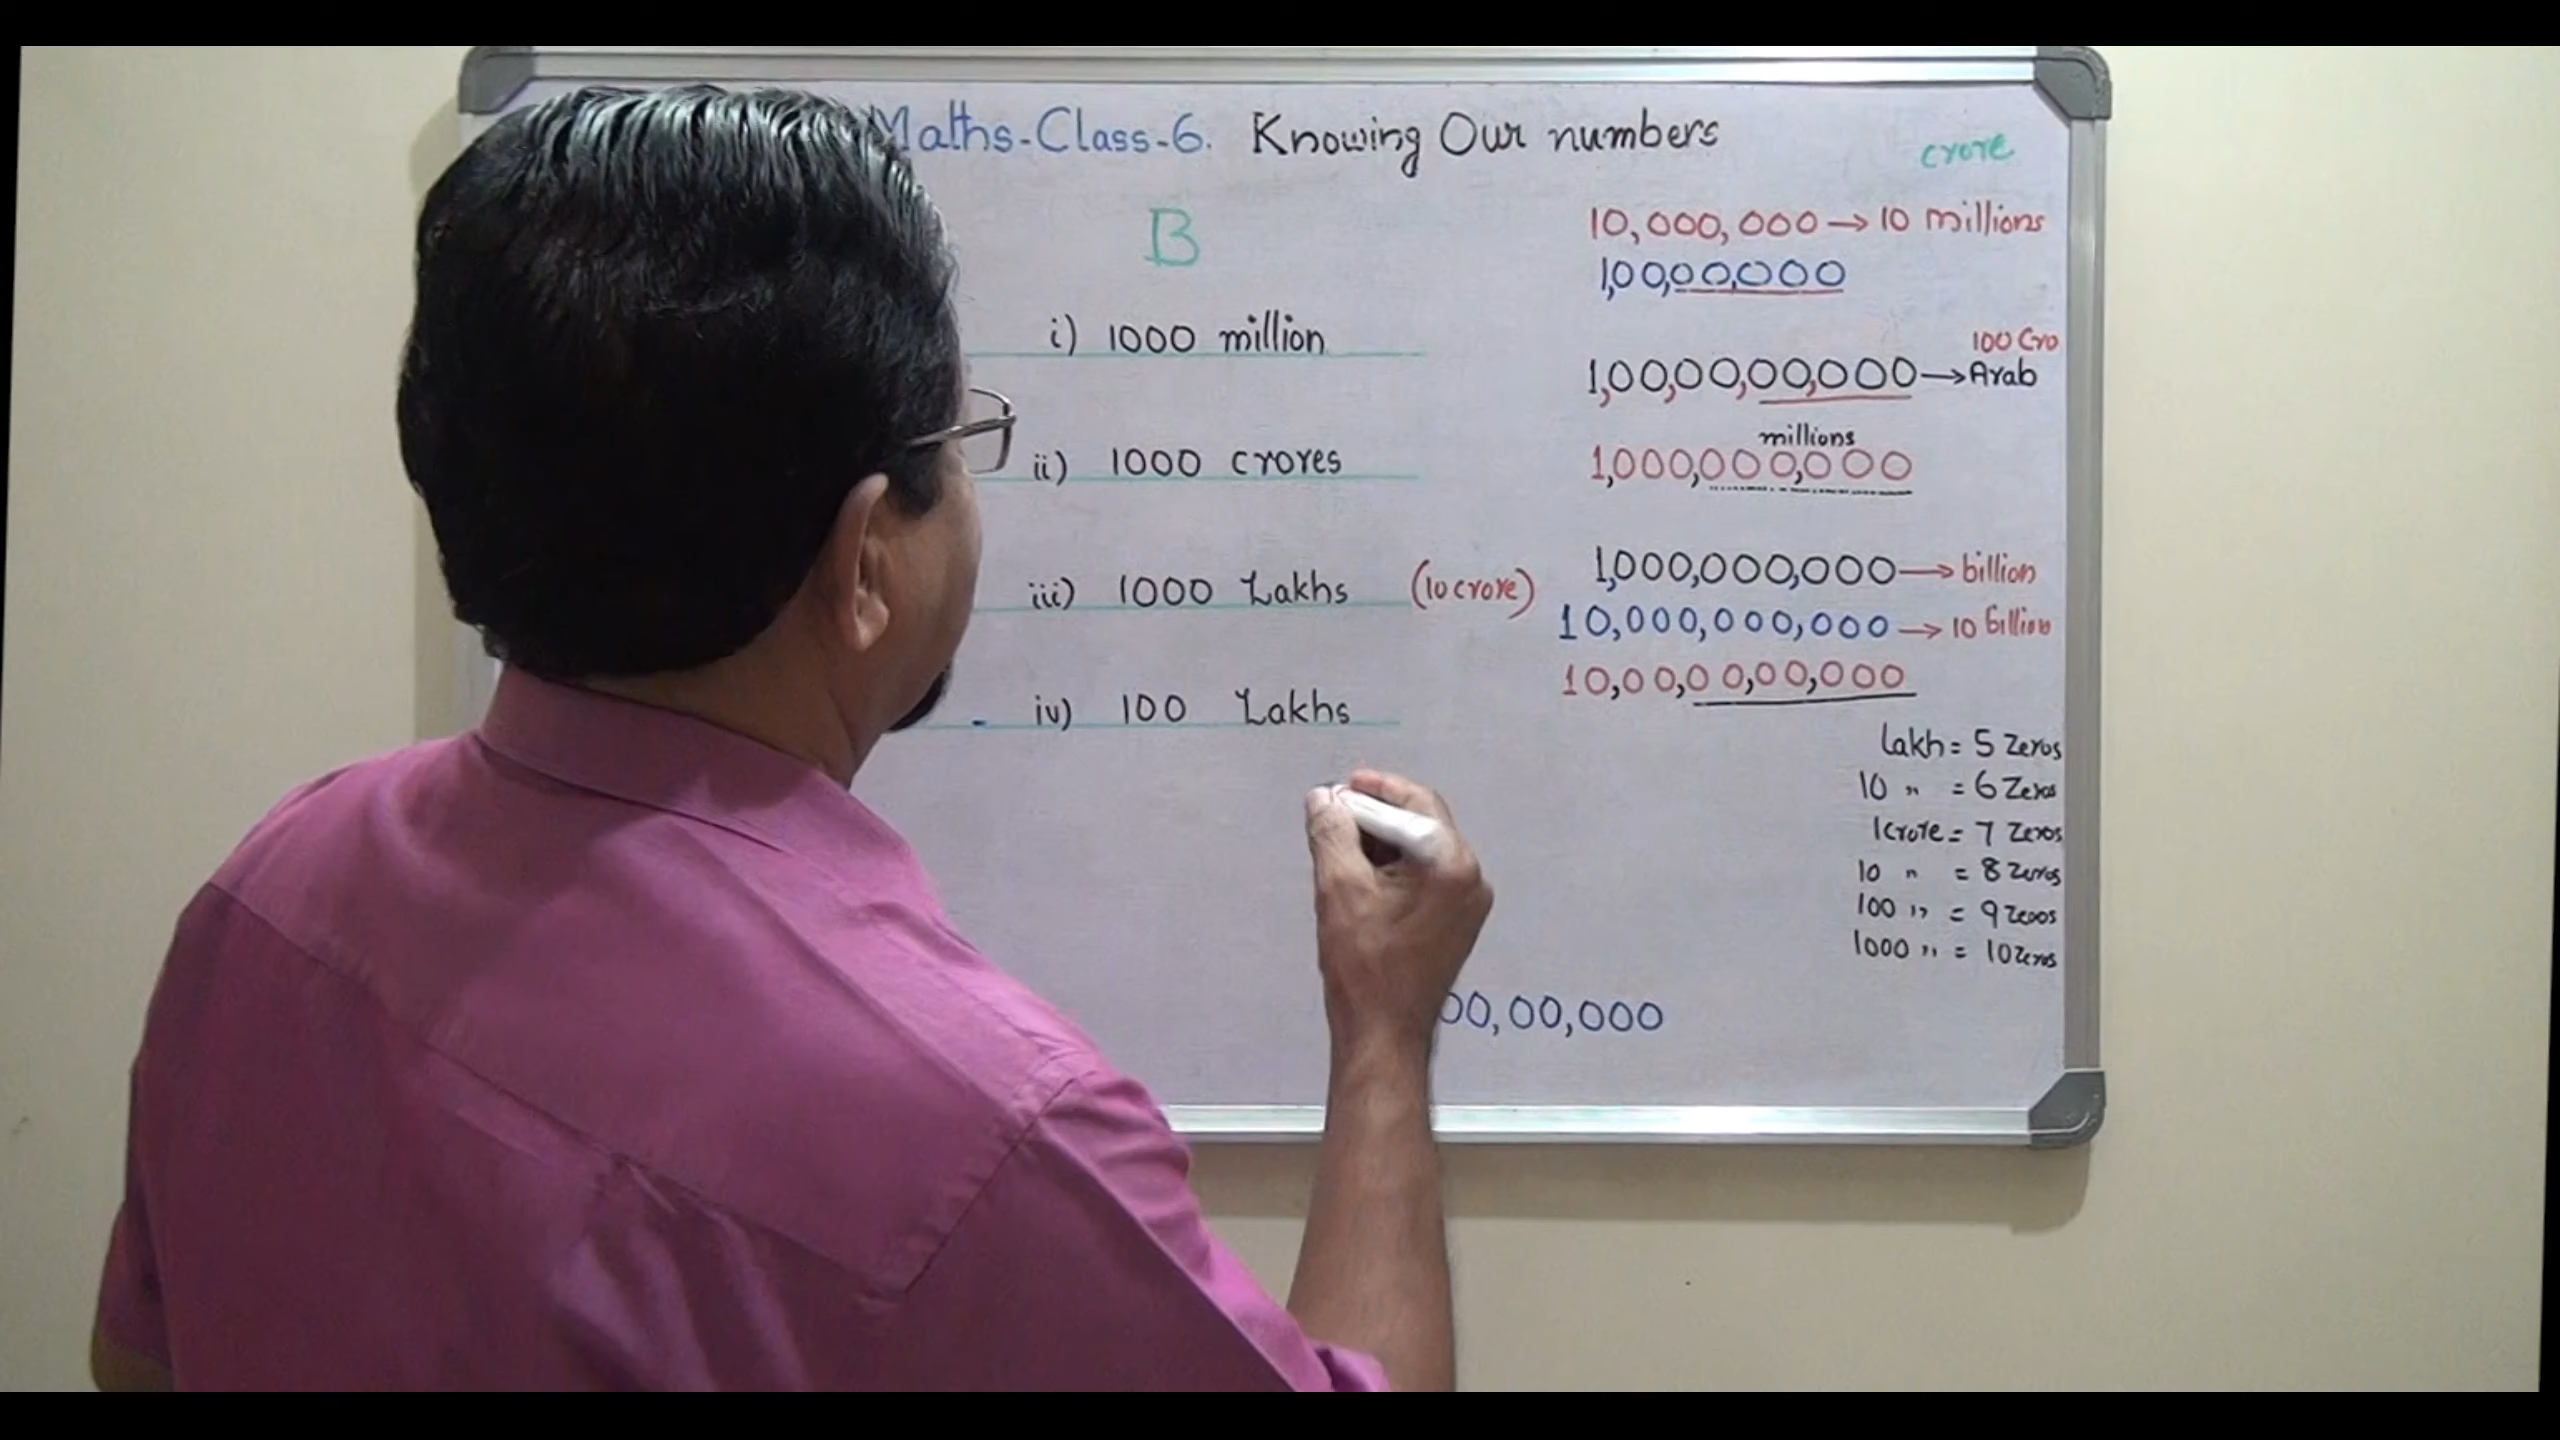 Maths-Class-6. Knowing Our numbers
crore
B
i) 1000 million
ii) 1000 crores
iii) 1000 Lakhs (10 crore)
iv) 100 Lakhs
10,000,000→10 millions
1,00,00,000
100 Cro
1,00,00,00,000→Arab
millions
1,000,000,000
1,000,000,000→billion
10,000,000,000→10 billion
10,00,00,00,000
Lakh = 5 Zeros
10 " = 6 Zeros
1 crore = 7 Zeros
10 " = 8 Zeros
100 " = 9 Zeros
1000 " = 10 Zeros
00,00,000